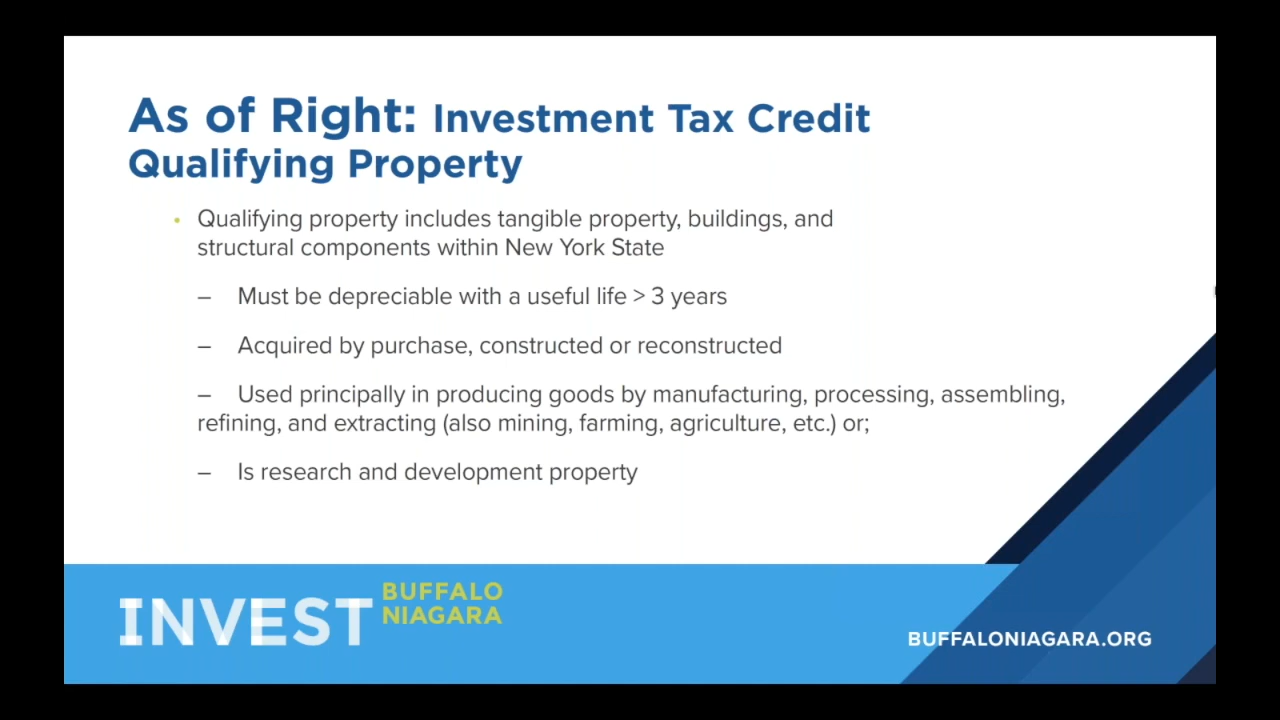 As of Right: Investment Tax Credit
Qualifying Property
• Qualifying property includes tangible property, buildings, and
structural components within New York State
– Must be depreciable with a useful life > 3 years
– Acquired by purchase, constructed or reconstructed
– Used principally in producing goods by manufacturing, processing, assembling,
refining, and extracting (also mining, farming, agriculture, etc.) or;
– Is research and development property
INVEST
BUFFALO
NIAGARA
BUFFALONIAGARA.ORG